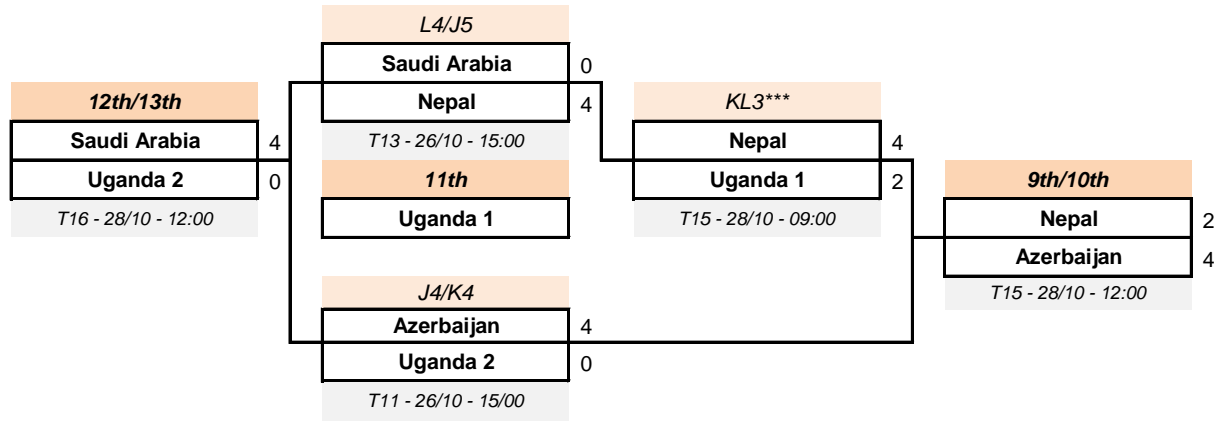 12th/13th
Saudi Arabia 4
Uganda 2 0
T16 - 28/10 - 12:00
L4/J5
Saudi Arabia 0
Nepal 4
T13 - 26/10 - 15:00
11th
Uganda 1
J4/K4
Azerbaijan 4
Uganda 2 0
T11 - 26/10 - 15/00
KL3***
Nepal 4
Uganda 1 2
T15 - 28/10 - 09:00
9th/10th
Nepal 2
Azerbaijan 4
T15 - 28/10 - 12:00